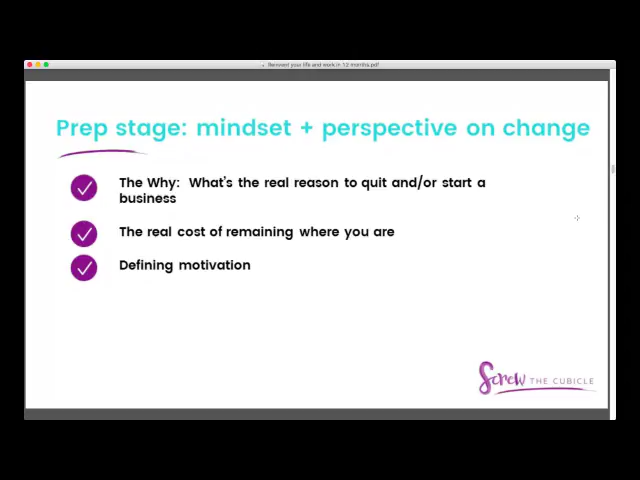 Reinvent your life and work in 12 months.pdf
Prep stage: mindset + perspective on change
The Why: What's the real reason to quit and/or start a
business
The real cost of remaining where you are
Defining motivation
Screw THE CUBICLE